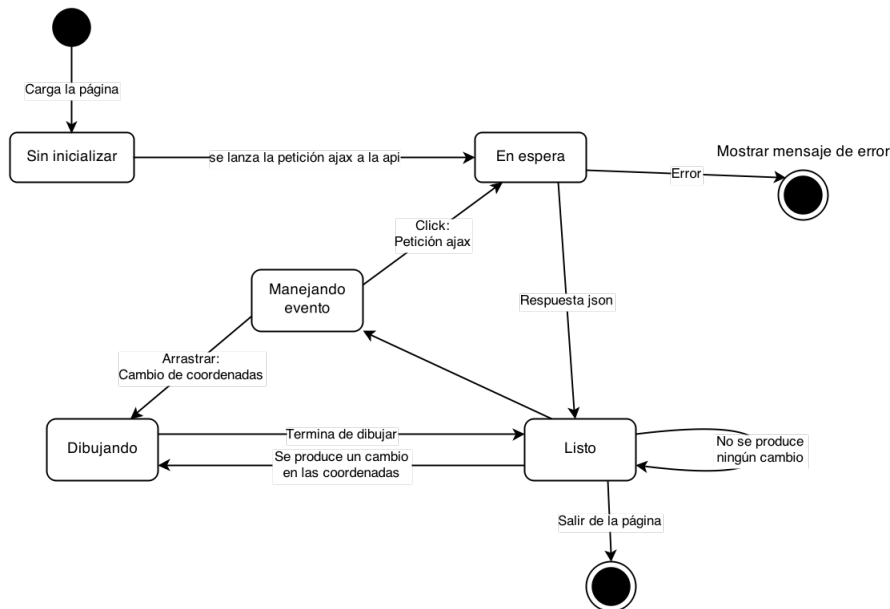 Carga la página
Sin inicializar
se lanza la petición ajax a la api
En espera
Mostrar mensaje de error
Error
Click:
Petición ajax
Manejando
evento
Respuesta json
Arrastrar:
Cambio de coordenadas
Dibujando
Termina de dibujar
Se produce un cambio
en las coordenadas
Listo
No se produce
ningún cambio
Salir de la página